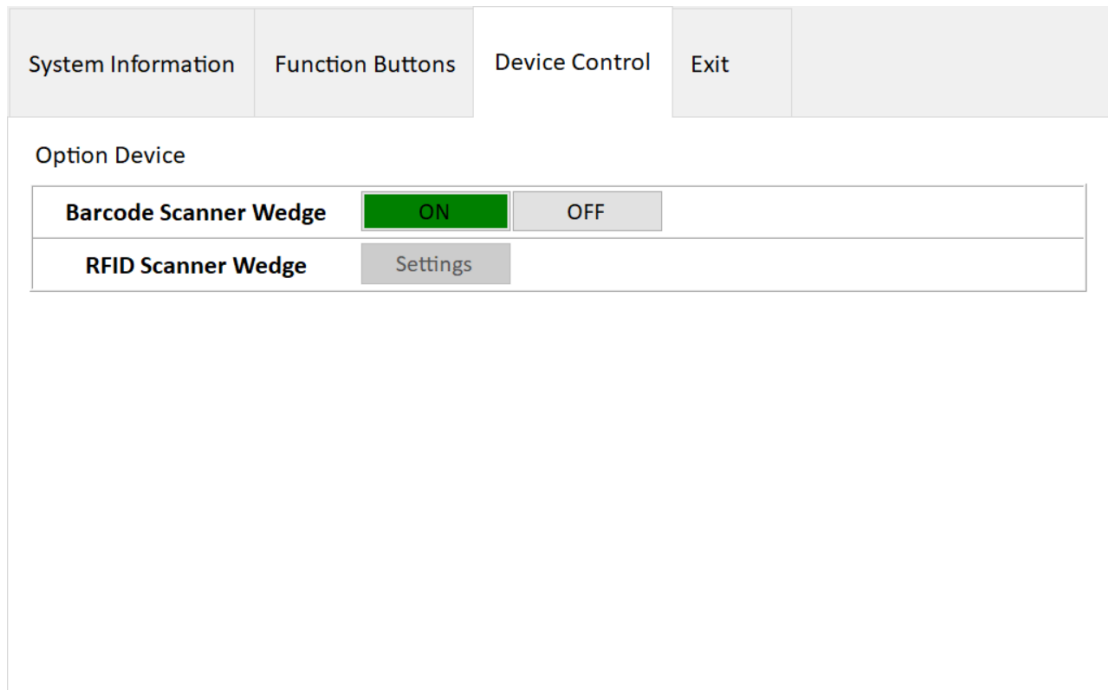 System Information Function Buttons Device Control Exit
Option Device
Barcode Scanner Wedge ON OFF
RFID Scanner Wedge Settings